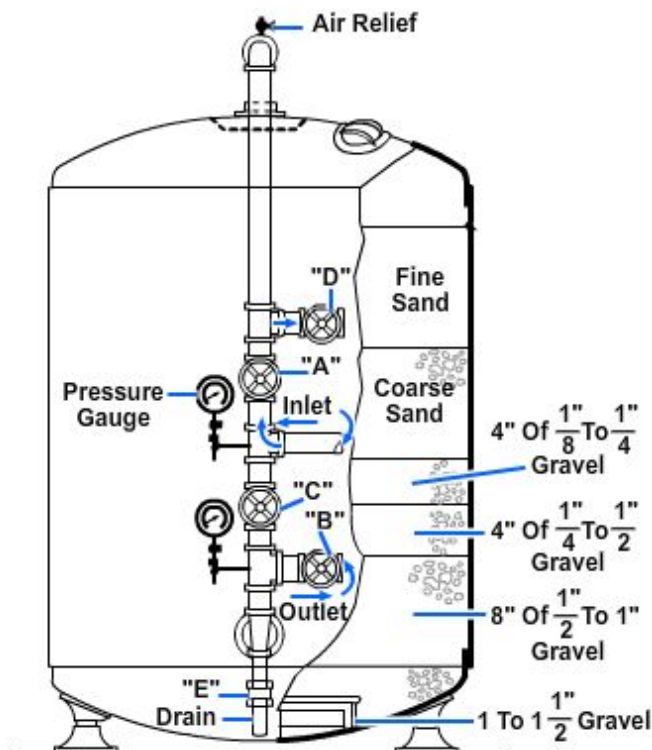 Air Relief
"D"
Fine
Sand
"A"
Pressure
Gauge
Inlet
Coarse
Sand
4" Of 1"/8 To 1"/4
Gravel
"C"
"B"
4" Of 1"/4 To 1"/2
Gravel
Outlet
8" Of 1"/2 To 1"
Gravel
"E"
Drain
1 To 1 1"/2 Gravel